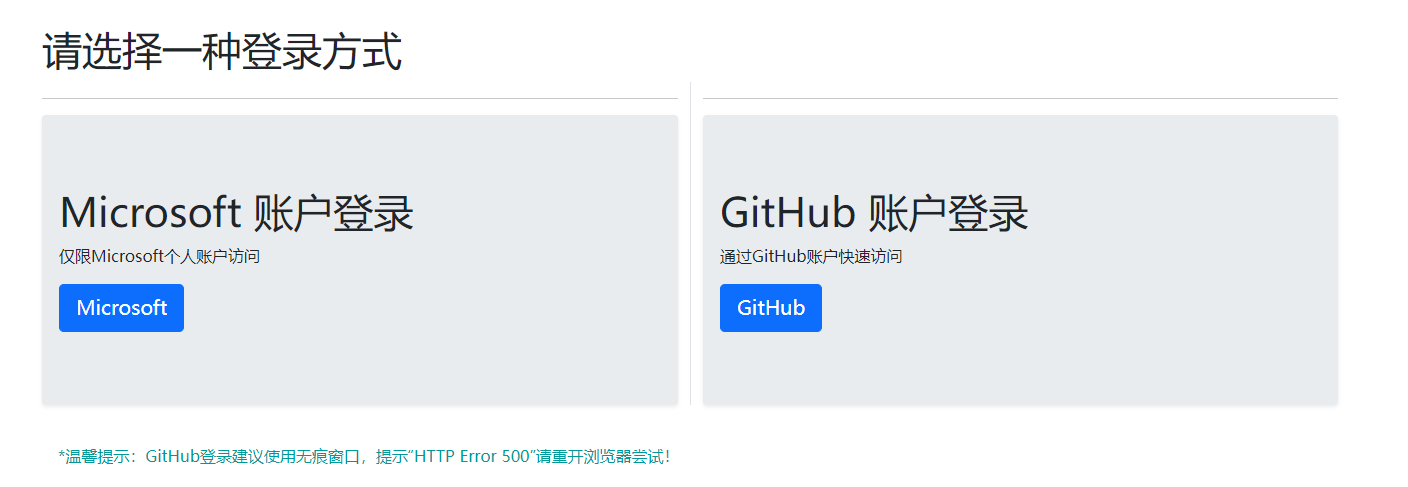 请选择一种登录方式
Microsoft 账户登录
仅限Microsoft个人账户访问
Microsoft
GitHub 账户登录
通过GitHub账户快速访问
GitHub
*温馨提示：GitHub登录建议使用无痕窗口，提示“HTTP Error 500”请重开浏览器尝试！